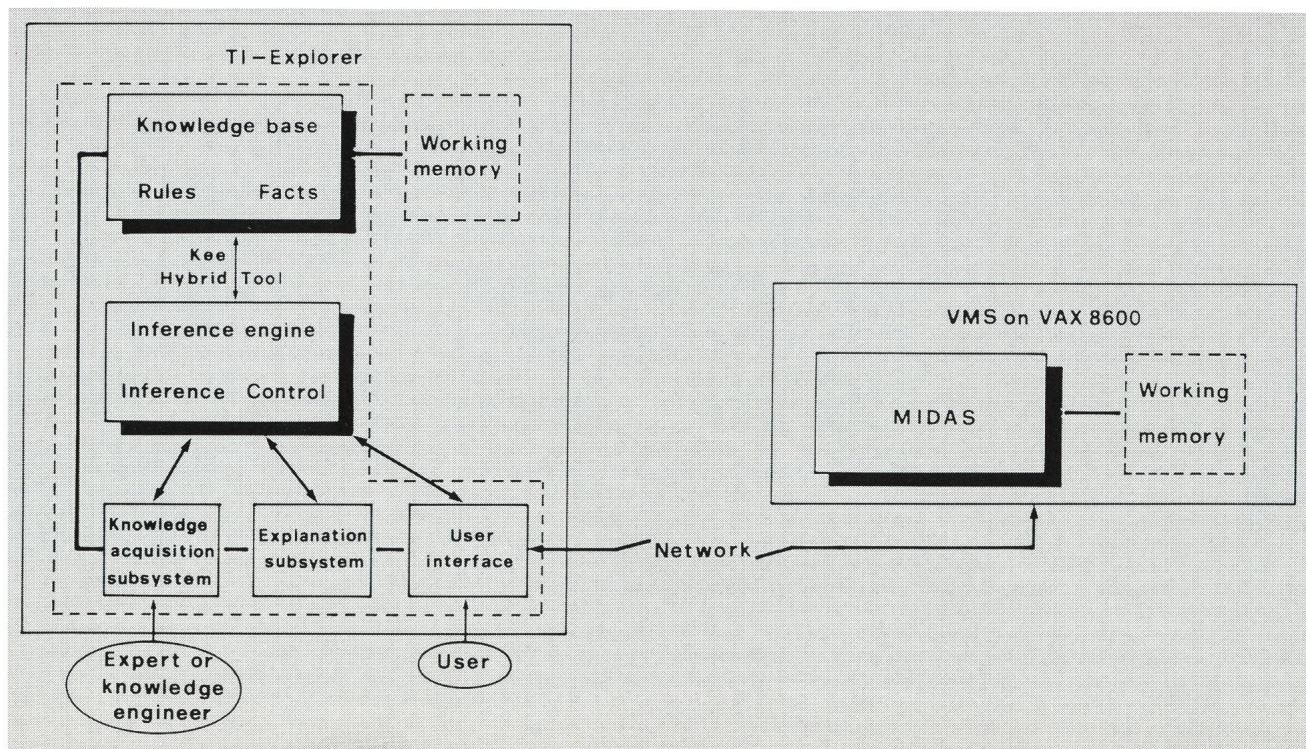 TI-Explorer
Knowledge base
Rules Facts
Working
memory
Kee
Hybrid Tool
Inference engine
Inference Control
Knowledge
acquisition
subsystem
Explanation
subsystem
User
interface
Network
Expert or
knowledge
engineer
User
VMS on VAX 8600
MIDAS
Working
memory